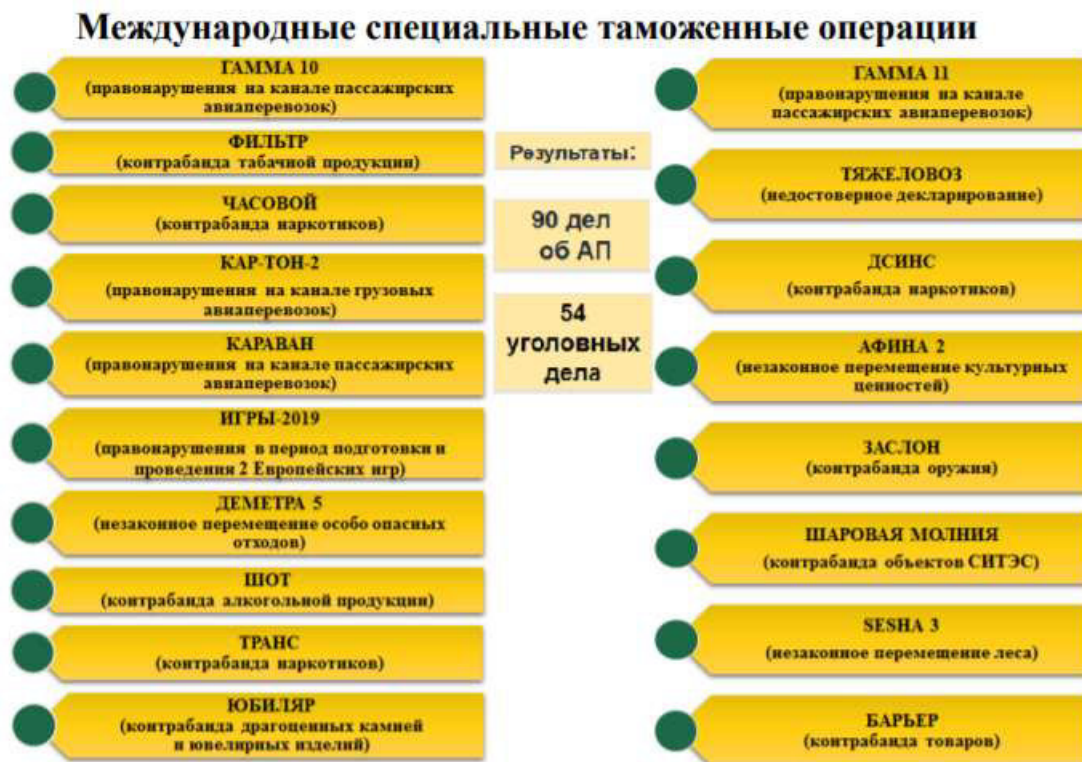 Международные специальные таможенные операции
ГАММА 10
(правонарушения на канале пассажирских
авиаперевозок)
ФИЛЬТР
(контрабанда табачной продукции)
ЧАСОВОЙ
(контрабанда наркотиков)
КАР-ТОН-2
(правонарушения на канале грузовых
авиаперевозок)
КАРАВАН
(правонарушения на канале пассажирских
авиаперевозок)
ИГРЫ-2019
(правонарушения в период подготовки и
проведения 2 Европейских игр)
ДЕМЕТРА 5
(незаконное перемещение особо опасных
отходов)
ШОТ
(контрабанда алкогольной продукции)
ТРАНС
(контрабанда наркотиков)
ЮБИЛЯР
(контрабанда драгоценных камней
и ювелирных изделий)
Результаты:
90 дел
об АП
54
уголовных
дела
ГАММА 11
(правонарушения на канале
пассажирских авиаперевозок)
ТЯЖЕЛОВОЗ
(недостоверное декларирование)
ДСИНС
(контрабанда наркотиков)
АФИНА 2
(незаконное перемещение культурных
ценностей)
ЗАСЛОН
(контрабанда оружия)
ШАРОВАЯ МОЛНИЯ
(контрабанда объектов СИТЭС)
SESHA 3
(незаконное перемещение леса)
БАРЬЕР
(контрабанда товаров)